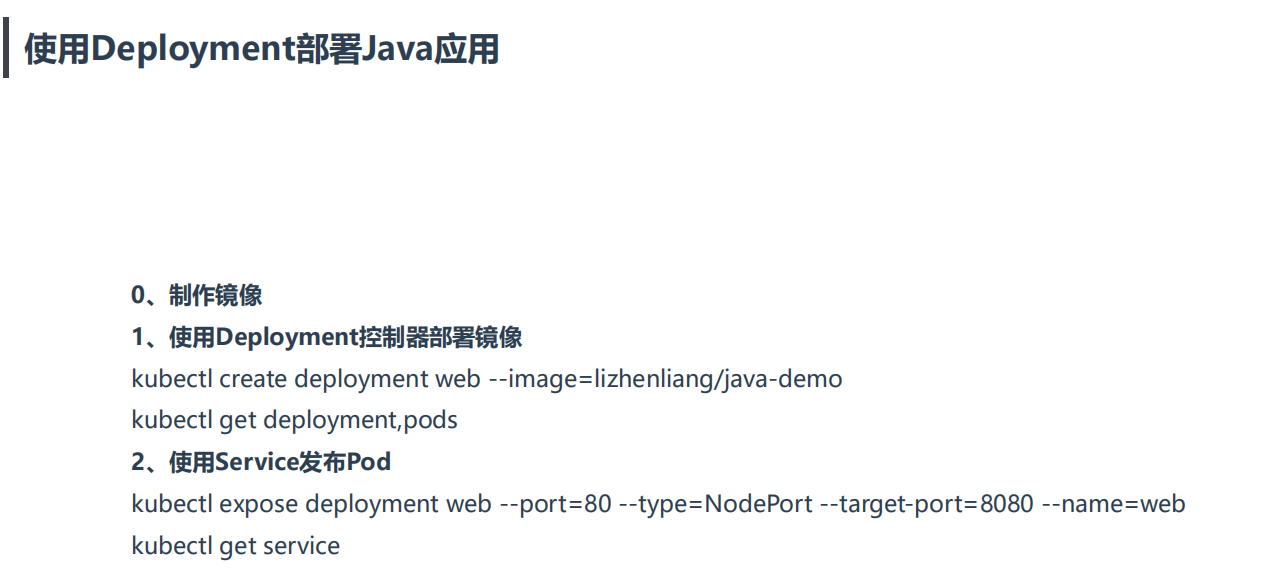 使用Deployment部署Java应用
0、制作镜像
1、使用Deployment控制器部署镜像
kubectl create deployment web --image=lizhenliang/java-demo
kubectl get deployment,pods
2、使用Service发布Pod
kubectl expose deployment web --port=80 --type=NodePort --target-port=8080 --name=web
kubectl get service